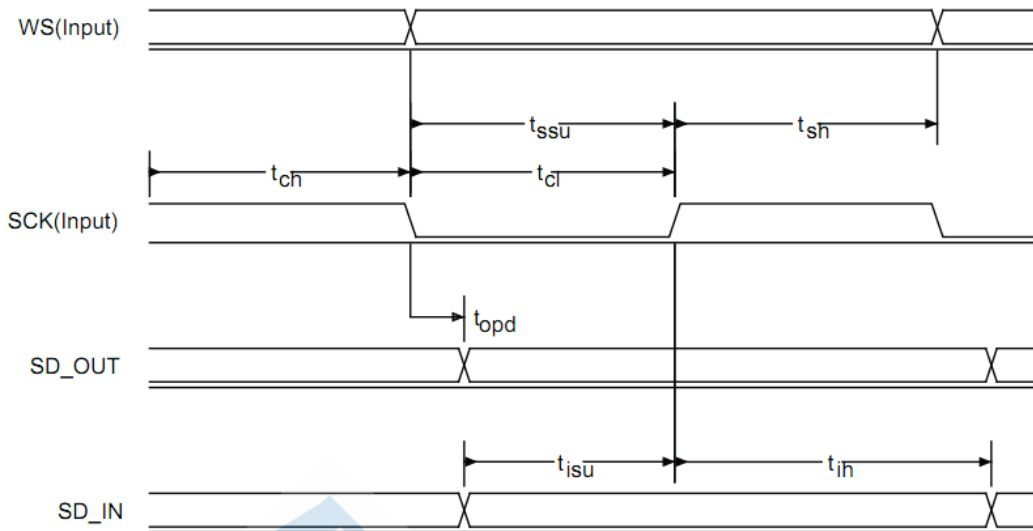 WS(Input)
tssu
tsh
tch
tcl
SCK(Input)
topd
SD_OUT
tisu
tih
SD_IN